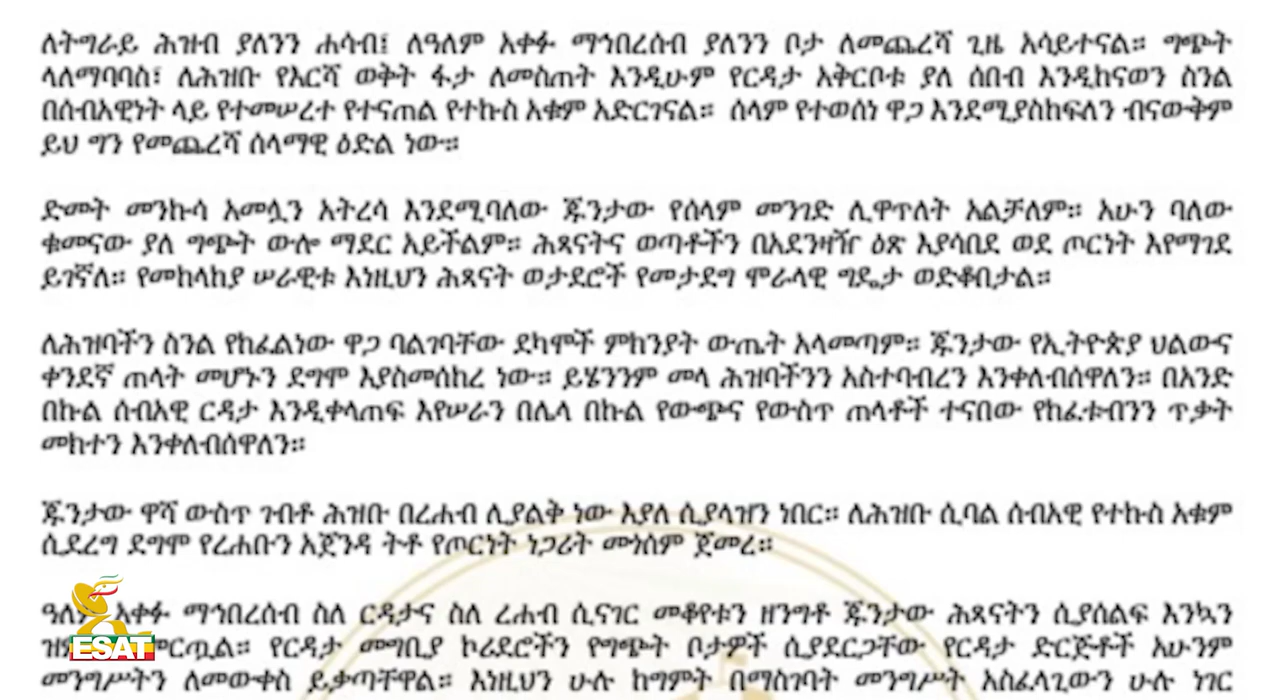 ለትግራይ ሕዝብ ያለንን ሐሳብ፤ ለዓለም አቀፉ ማኅበረሰብ ያለንን ቦታ ለመጨረሻ ጊዜ አሳይተናል። ግጭት
ላለማባባስ፣ ለሕዝቡ የእርሻ ወቅት ፋታ ለመስጠት እንዲሁም የርዳታ አቅርቦቱ ያለ ሰበብ እንዲከናወን ስንል
በሰብአዊነት ላይ የተመሠረተ የተናጠል የተኩስ አቁም አድርገናል። ሰላም የተወሰነ ዋጋ እንደሚያስከፍለን ብናውቅም
ይህ ግን የመጨረሻ ሰላማዊ ዕድል ነው።
ድመት መንኩሳ አመሏን አትረሳ እንደሚባለው ጁንታው የሰላም መንገድ ሊዋጥለት አልቻለም። አሁን ባለው
ቁመናው ያለ ግጭት ውሎ ማደር አይችልም። ሕጻናትና ወጣቶችን በአደንዛዥ ዕጽ እያሳበደ ወደ ጦርነት እየማገደ
ይገኛለ። የመከላከያ ሠራዊቱ እነዚህን ሕጻናት ወታደሮች የመታደግ ሞራላዊ ግዴታ ወድቆበታል።
ለሕዝባችን ስንል የከፈልነው ዋጋ ባልገባቸው ደካሞች ምክንያት ውጤት አላመጣም። ጁንታው የኢትዮጵያ ህልውና
ቀንደኛ ጠላት መሆኑን ደግሞ እያስመሰከረ ነው። ይሄንንም መላ ሕዝባችንን አስተባብረን እንቀለብሰዋለን። በአንድ
በኩል ሰብአዊ ርዳታ እንዲቀላጠፍ እየሠራን በሌላ በኩል የውጭና የውስጥ ጠላቶች ተናበው የከፈቱብንን ጥቃት
መክተን እንቀለብሰዋለን።
ጁንታው ዋሻ ውስጥ ገብቶ ሕዝቡ በረሐብ ሊያልቅ ነው እያለ ሲያላዝን ነበር። ለሕዝቡ ሲባል ሰብአዊ የተኩስ አቁም
ሲደረግ ደግሞ የረሐቡን አጀንዳ ትቶ የጦርነት ነጋሪት መጎሰም ጀመረ።
ዓለም አቀፉ ማኅበረሰብ ስለ ርዳታና ስለ ረሐብ ሲናገር መቆየቱን ዘንግቶ ጁንታው ሕጻናትን ሲያሰልፍ እንኳን
የርዳታ መግቢያ ኮሪደሮችን የግጭት ቦታዎች ሲያደርጋቸው የርዳታ ድርጅቶች አሁንም
መንግሥትን ለመውቀስ ይቃጣቸዋል። እነዚህን ሁሉ ከግምት በማስገባት መንግሥት አስፈላጊውን ሁሉ ነገር
ESAT